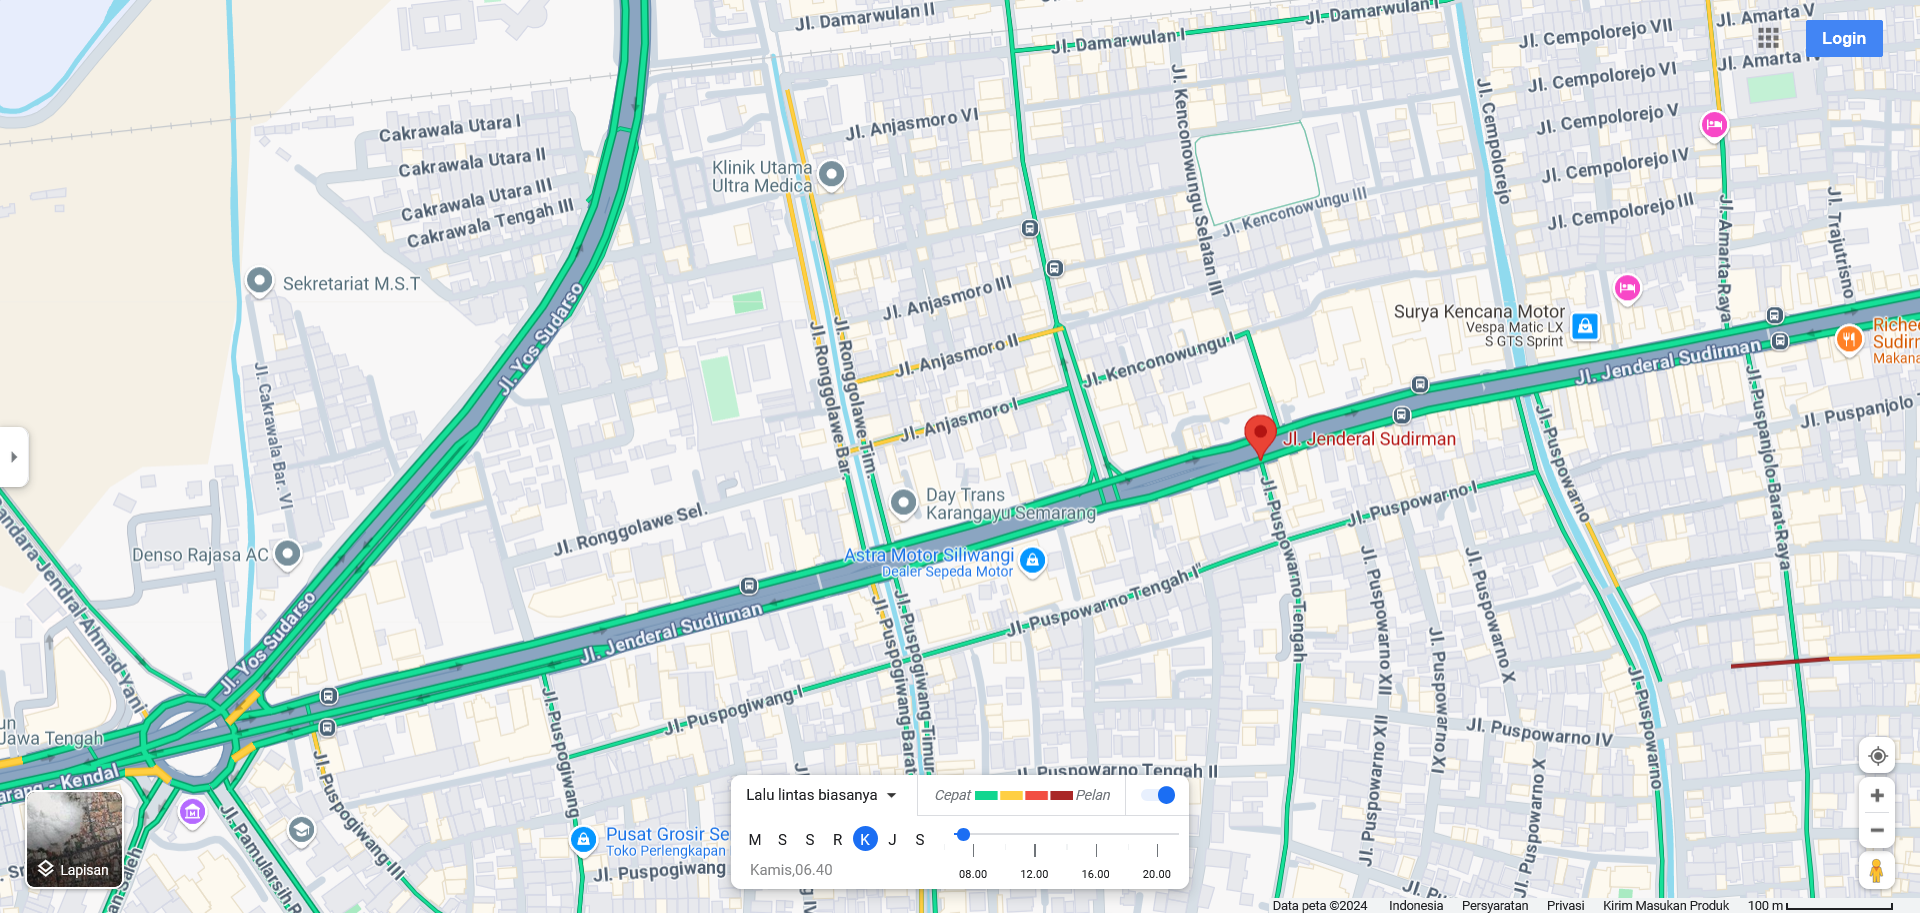 Jl. Damarwulan II
Jl. Damarwulan I
Jl. Damarwulan I
Jl. Amarta V
Jl. Cempolorejo VII
Login
Jl. Amarta IV
Jl. Cempolorejo VI
Jl. Cempolorejo V
Jl. Cempolorejo IV
Jl. Cempolorejo III
Jl. Cempolorejo
Jl. Kenconowungu Selatan III
Jl. Kenconowungu III
Jl. Amarta Raya
Jl. Trajutrisno
Cakrawala Utara I
Cakrawala Utara II
Cakrawala Utara III
Cakrawala Tengah III
Jl. Anjasmoro VI
Klinik Utama
Ultra Medica
Sekretariat M.S.T
Jl. Yos Sudarso
Jl. Anjasmoro III
Jl. Anjasmoro II
Jl. Anjasmoro I
Jl. Kenconowungu I
Jl. Ronggolawe Tim.
Jl. Ronggolawe Bar.
Surya Kencana Motor
Vespa Matic LX
S GTS Sprint
Jl. Jenderal Sudirman
Jl. Cakrawala Bar. VI
Jl. Jenderal Sudirman
Jl. Puspanjolo T
Jl. Puspanjolo Barat Raya
Jl. Puspowarno
Jl. Puspowarno I
Day Trans
Karangayu Semarang
Jl. Ronggolawe Sel.
Denso Rajasa AC
Astra Motor Siliwangi
Dealer Sepeda Motor
Jl. Puspowarno Tengah I
Jl. Puspowarno Tengah
Jl. Puspowarno XIII
Jl. Puspowarno X
Jl. Puspowarno XI
Jl. Yos Sudarso
Jl. Jenderal Sudirman
Jl. Puspogiwang Barat
Jl. Puspogiwang Timur
Jl. Puspogiwang I
Jl. Puspogiwang
Jl. Puspowarno IV
Jl. Puspowarno
Jl. Puspowarno XII
Jl. Puspowarno X
Jl. Puspowarno Tengah II
Jawa Tengah
Kendal
Jl. Puspogiwang III
Jl. Pamularsih
Pusat Grosir Se
Toko Perlengkapan
Jl. Puspogiwang
Lapisan
Lalu lintas biasanya
Cepat
Pelan
M S S R K J S
Kamis,06.40
08.00 12.00 16.00 20.00
Data peta ©2024 Indonesia Persyaratan Privasi Kirim Masukan Produk 100 m